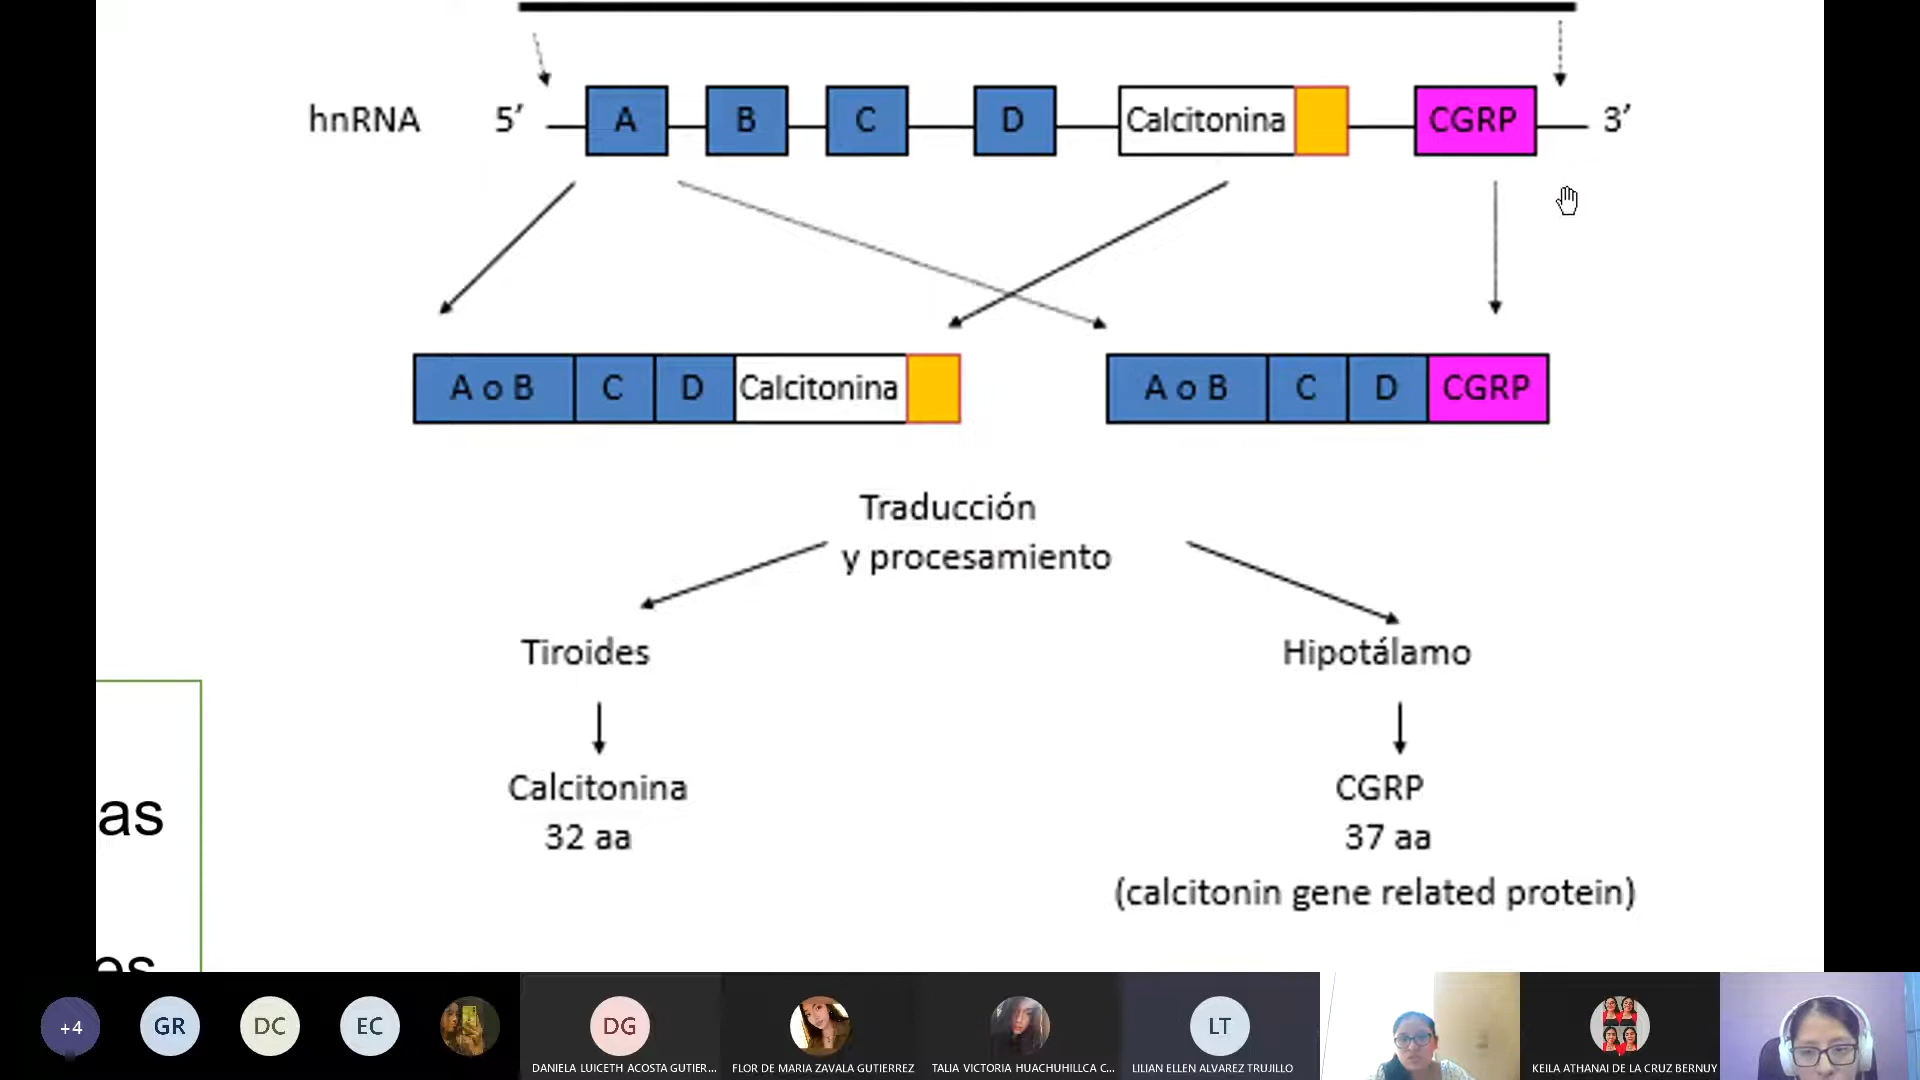 hnRNA 5′ A B C D Calcitonina CGRP 3′
A o B C D Calcitonina A o B C D CGRP
Traducción
y procesamiento
Tiroides Hipotálamo
Calcitonina CGRP
32 aa 37 aa
(calcitonin gene related protein)
as
es
+4 GR DC EC DG LT
DANIELA LUICETH ACOSTA GUTIER... FLOR DE MARIA ZAVALA GUTIERREZ TALIA VICTORIA HUACHUHILLCA C... LILIAN ELLEN ALVAREZ TRUJILLO KEILA ATHANAI DE LA CRUZ BERNUY